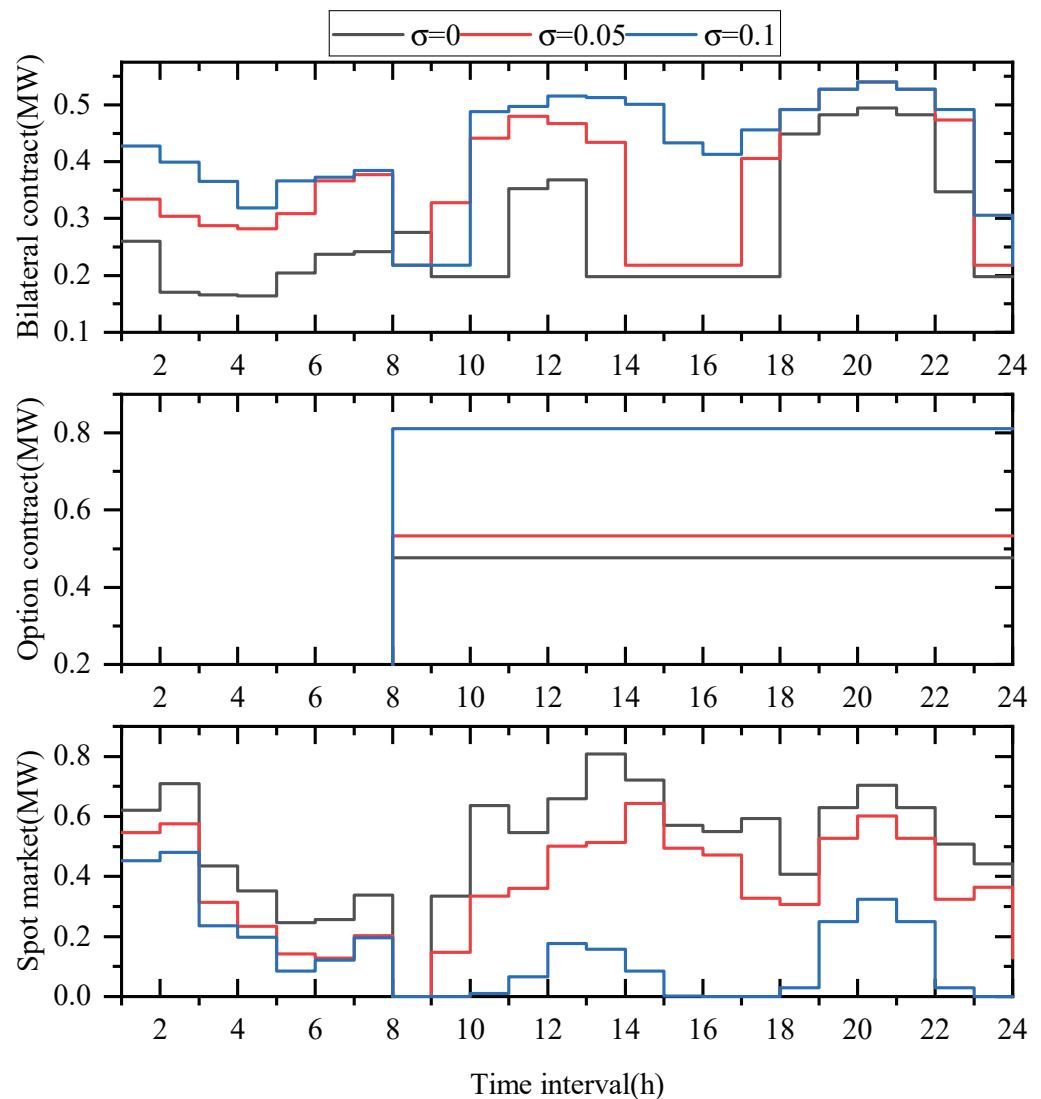 σ=0 σ=0.05 σ=0.1
Bilateral contract(MW)
0.5
0.4
0.3
0.2
0.1
2 4 6 8 10 12 14 16 18 20 22 24
Option contract(MW)
0.8
0.6
0.4
0.2
2 4 6 8 10 12 14 16 18 20 22 24
Spot market(MW)
0.8
0.6
0.4
0.2
0.0
2 4 6 8 10 12 14 16 18 20 22 24
Time interval(h)